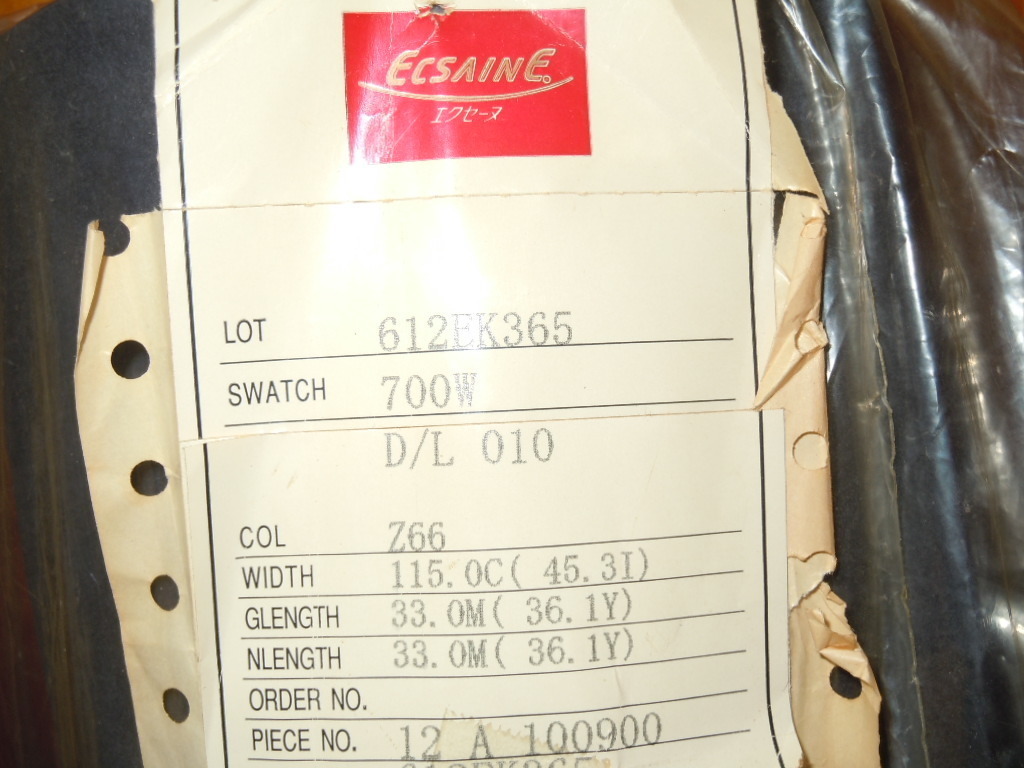 ECSAINE®
エクセーヌ
LOT 612EK365
SWATCH 700W
D/L 010
COL Z66
WIDTH 115.0C( 45.3I)
GLENGTH 33.0M( 36.1Y)
NLENGTH 33.0M( 36.1Y)
ORDER NO.
PIECE NO. 12 A 100900
612EK365